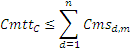 Cmtt_C ≤ ∑_{d=1}^{n} Cms_{d,m}